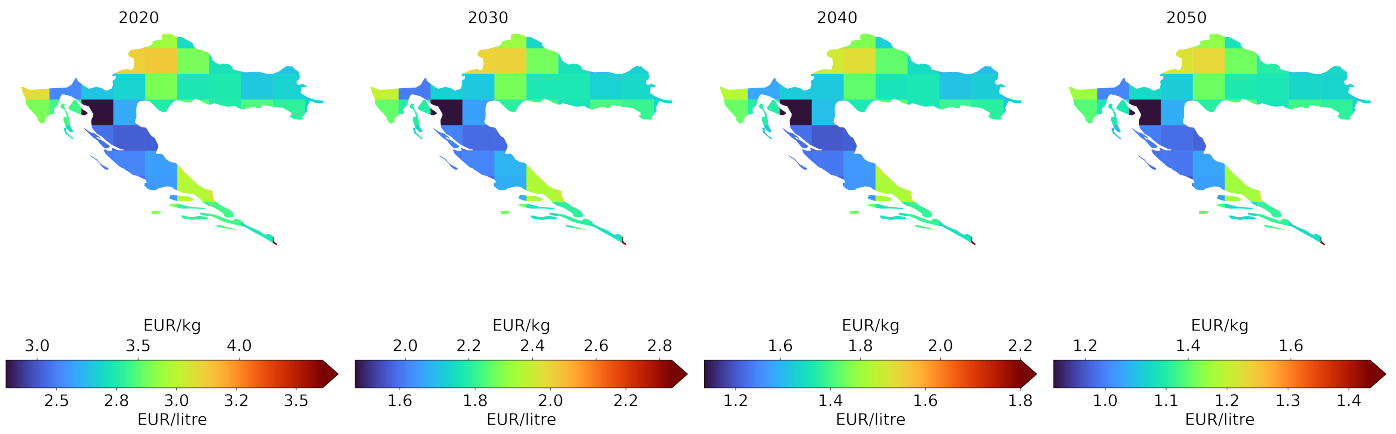 2020 2030 2040 2050
EUR/kg EUR/kg EUR/kg EUR/kg
3.0 3.5 4.0 2.0 2.2 2.4 2.6 2.8 1.6 1.8 2.0 2.2 1.2 1.4 1.6
2.5 2.8 3.0 3.2 3.5 1.6 1.8 2.0 2.2 1.2 1.4 1.6 1.8 1.0 1.1 1.2 1.3 1.4
EUR/litre EUR/litre EUR/litre EUR/litre